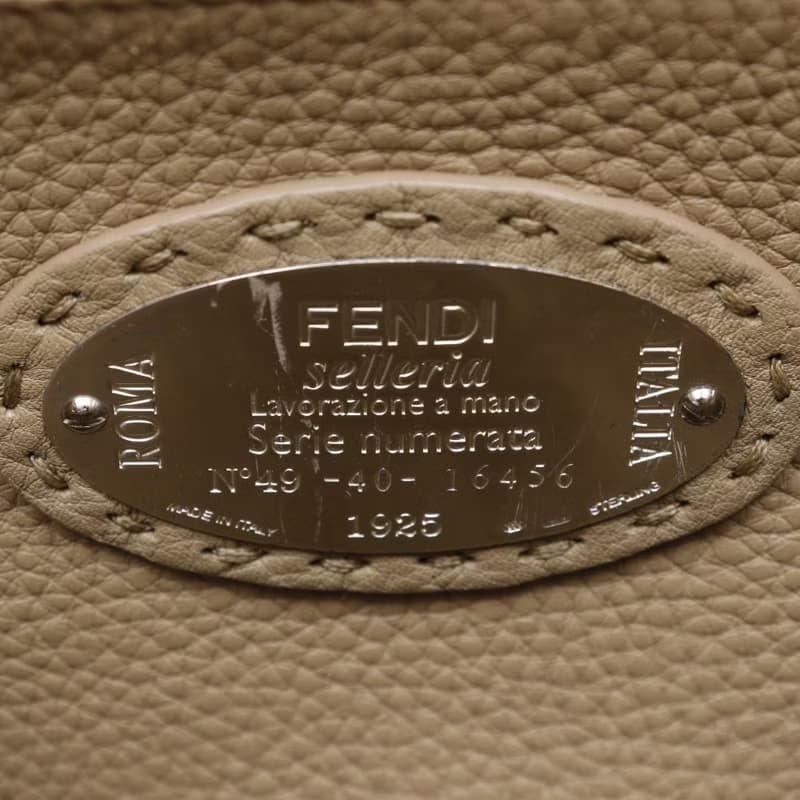 FENDI
selleria
Lavorazione a mano
Serie numerata
N°49 -40- 16456
1925
ROMA
ITALIA
MADE IN ITALY
STERLING